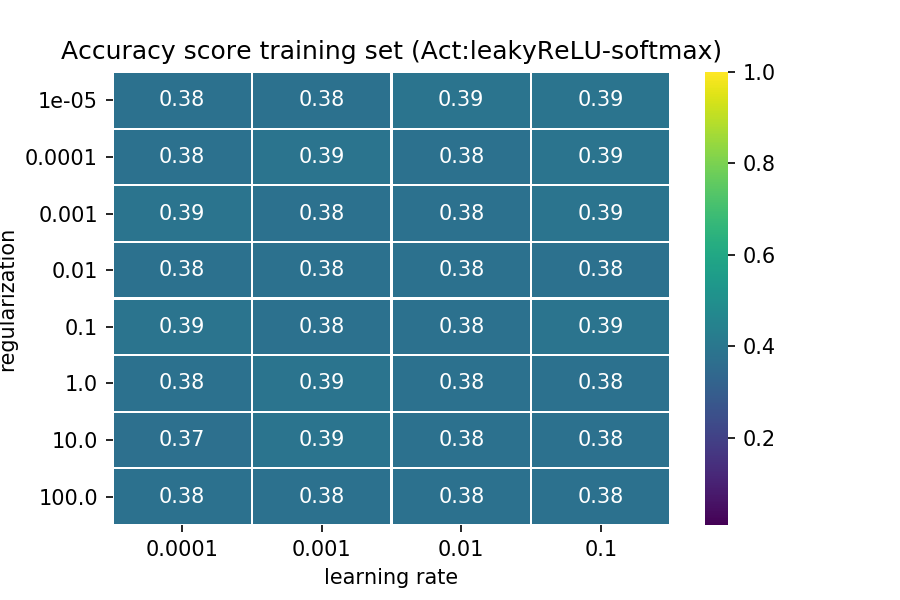 Accuracy score training set (Act:leakyReLU-softmax)
1e-05 0.38 0.38 0.39 0.39
0.0001 0.38 0.39 0.38 0.39
0.001 0.39 0.38 0.38 0.39
0.01 0.38 0.38 0.38 0.38
0.1 0.39 0.38 0.38 0.39
1.0 0.38 0.39 0.38 0.38
10.0 0.37 0.39 0.38 0.38
100.0 0.38 0.38 0.38 0.38
0.0001 0.001 0.01 0.1
learning rate
regularization
1.0
0.8
0.6
0.4
0.2